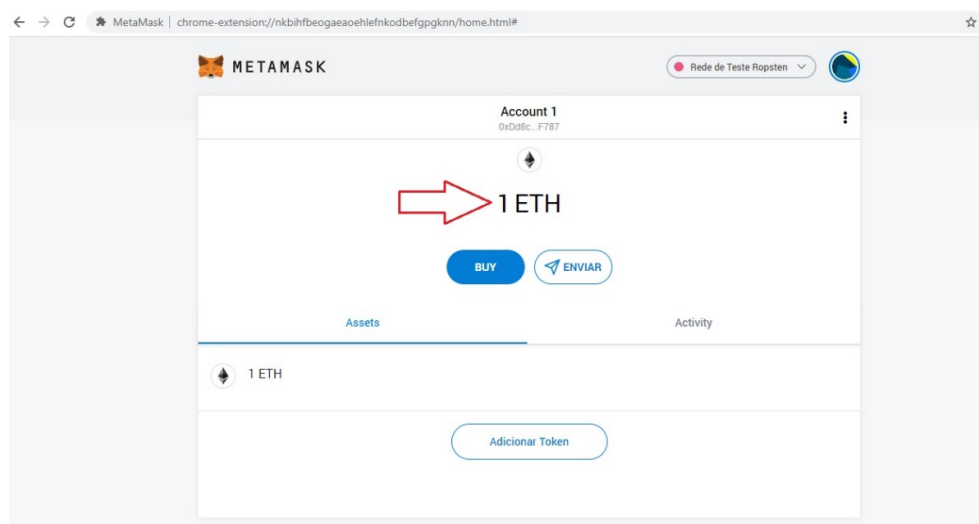 MetaMask | chrome-extension://nkbihfbeogaeaoehlefnkodbefgpgknn/home.html#
METAMASK
Rede de Teste Ropsten
Account 1
0xDd8c...F787
1 ETH
BUY
ENVIAR
Assets
Activity
1 ETH
Adicionar Token